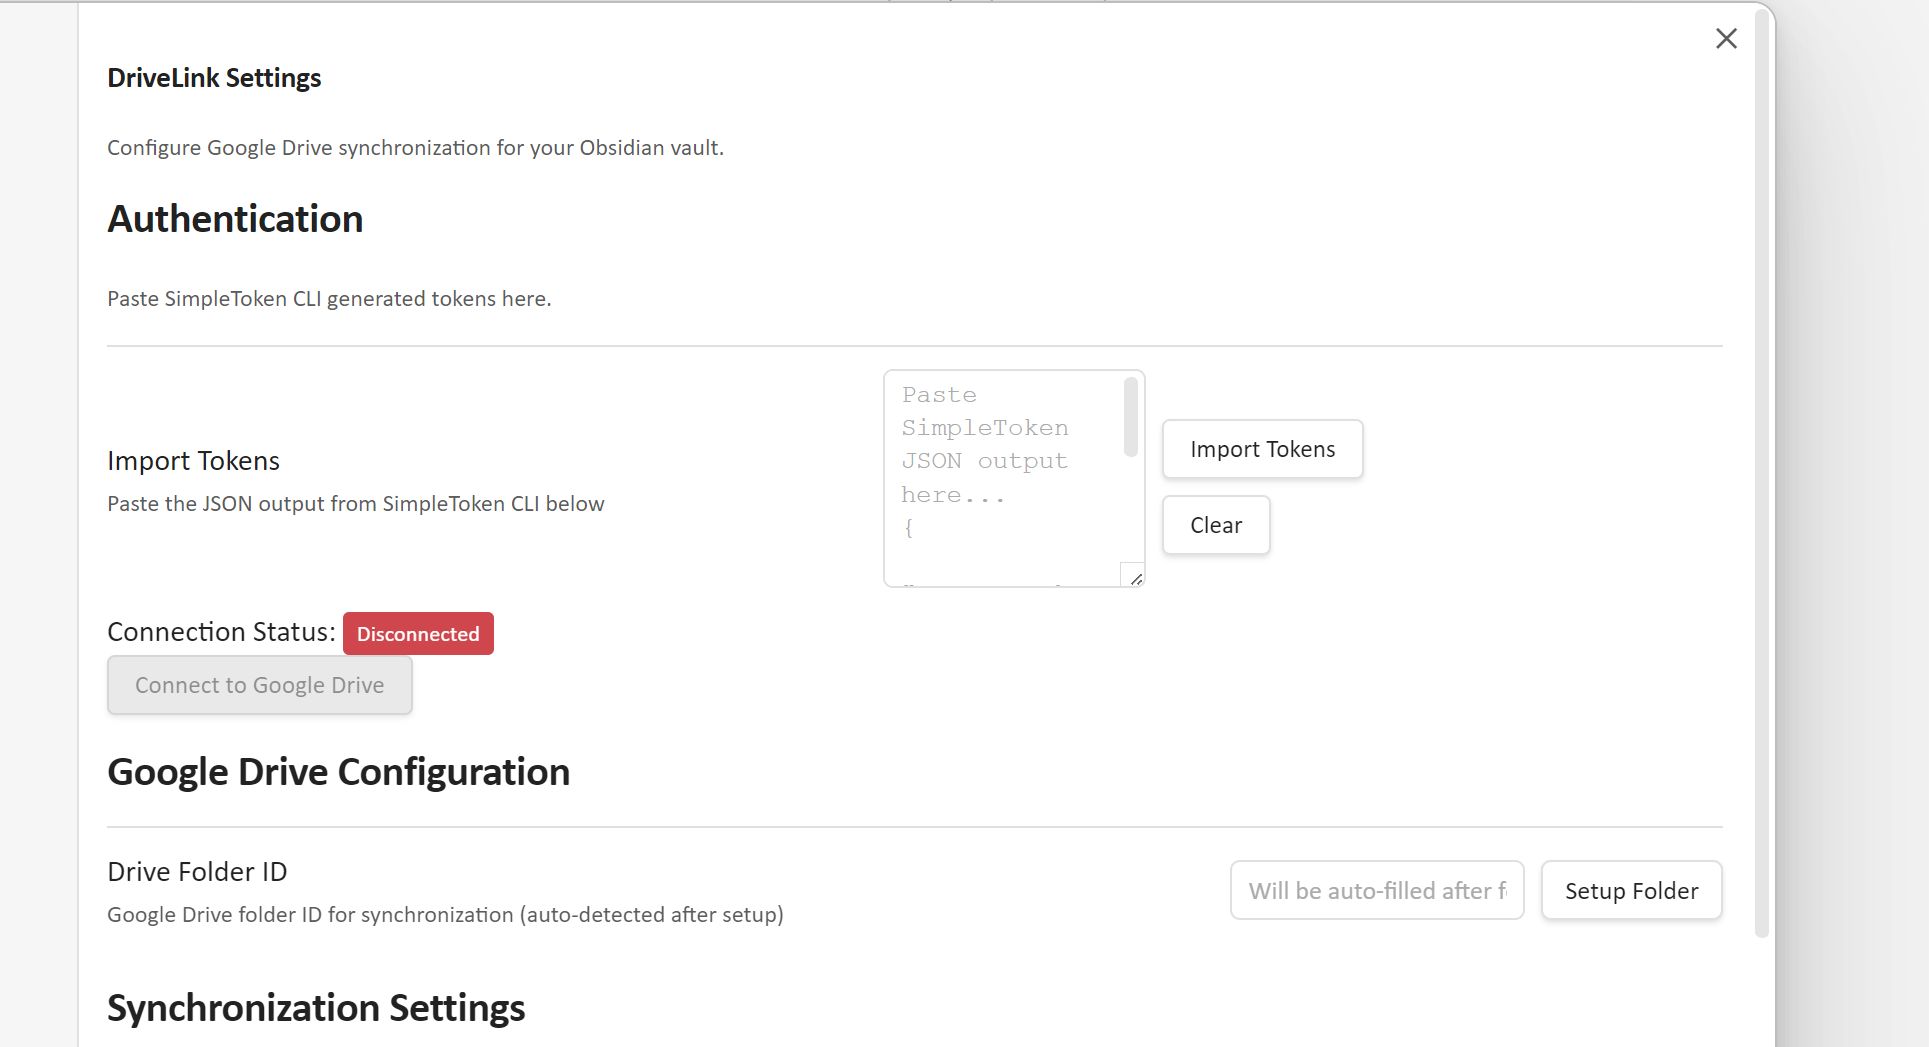 DriveLink Settings
Configure Google Drive synchronization for your Obsidian vault.
Authentication
Paste SimpleToken CLI generated tokens here.
Import Tokens
Paste the JSON output from SimpleToken CLI below
Paste
SimpleToken
JSON output
here...
{
Import Tokens
Clear
Connection Status: Disconnected
Connect to Google Drive
Google Drive Configuration
Drive Folder ID
Google Drive folder ID for synchronization (auto-detected after setup)
Will be auto-filled after f
Setup Folder
Synchronization Settings